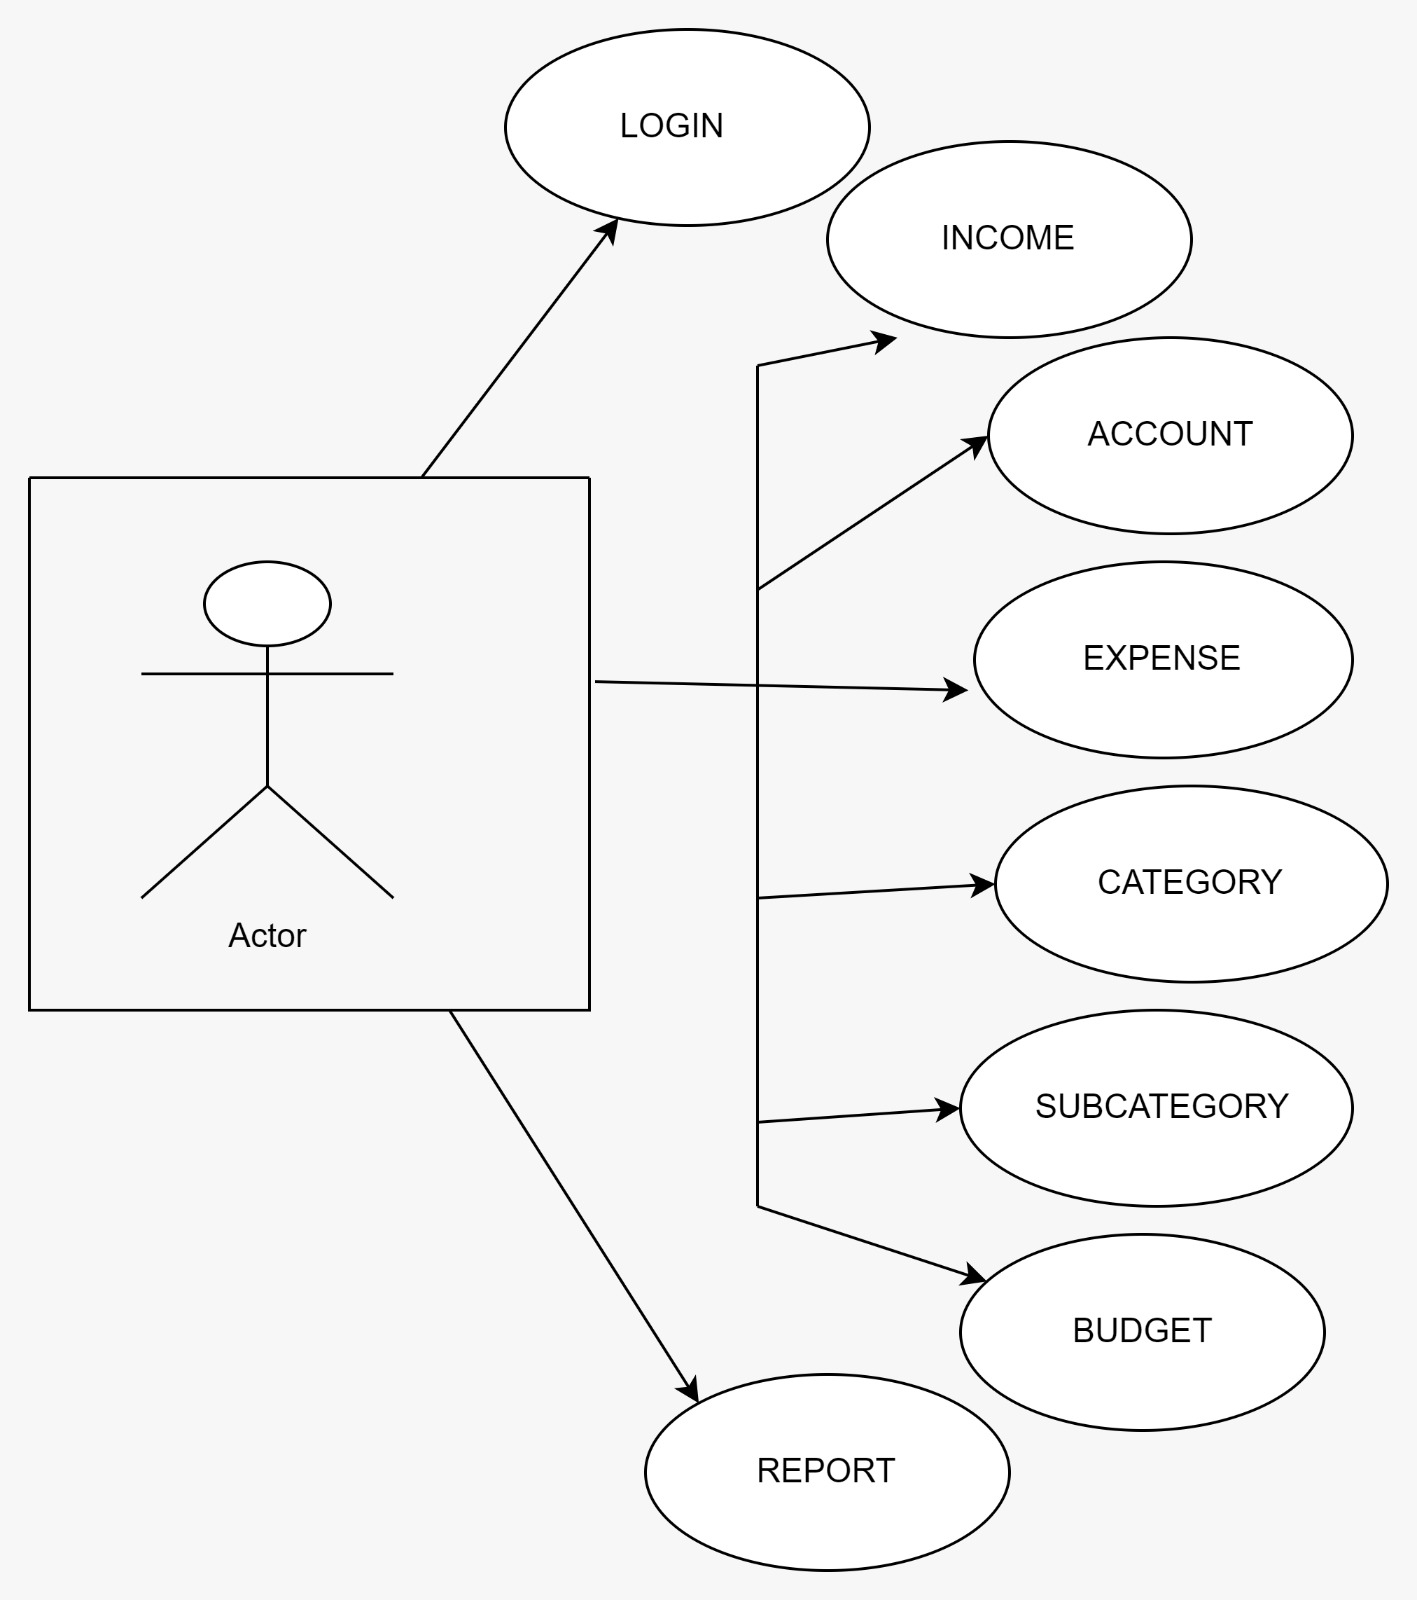 LOGIN
INCOME
ACCOUNT
EXPENSE
CATEGORY
Actor
SUBCATEGORY
BUDGET
REPORT